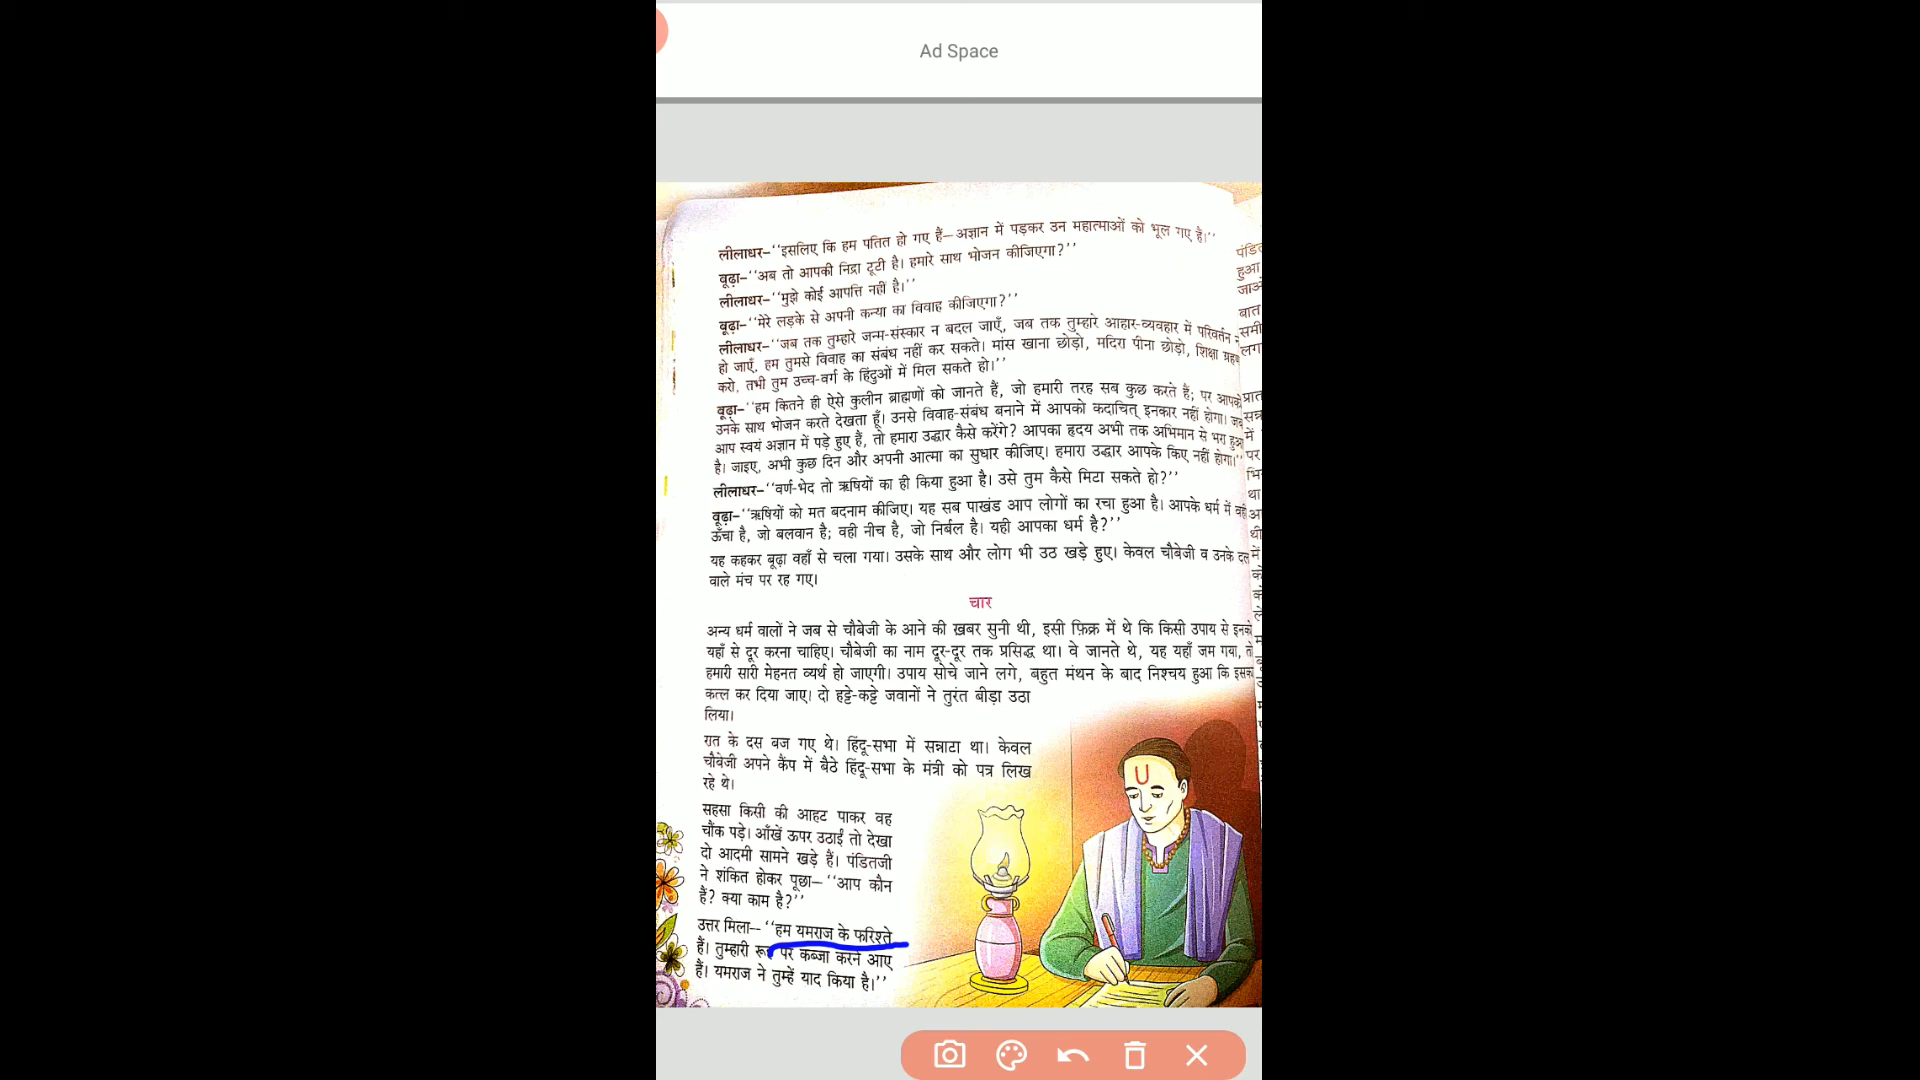 Ad Space
लीलाधर–‘‘इसलिए कि हम पतित हो गए हैं–अज्ञान में पड़कर उन महात्माओं को भूल गए हैं।’’
बूढ़ा–‘‘अब तो आपकी निद्रा टूटी है। हमारे साथ भोजन कीजिएगा?’’
लीलाधर–‘‘मुझे कोई आपत्ति नहीं है।’’
बूढ़ा–‘‘मेरे लड़के से अपनी कन्या का विवाह कीजिएगा?’’
लीलाधर–‘‘जब तक तुम्हारे जन्म-संस्कार न बदल जाएँ, जब तक तुम्हारे आहार-व्यवहार में परिवर्तन न
हो जाएँ, हम तुमसे विवाह का संबंध नहीं कर सकते। मांस खाना छोड़ो, मदिरा पीना छोड़ो, शिक्षा ग्रहण
करो, तभी तुम उच्च-वर्ग के हिंदुओं में मिल सकते हो।’’
बूढ़ा–‘‘हम कितने ही ऐसे कुलीन ब्राह्मणों को जानते हैं, जो हमारी तरह सब कुछ करते हैं; पर आपको
उनके साथ भोजन करते देखता हूँ। उनसे विवाह-संबंध बनाने में आपको कदाचित् इनकार नहीं होगा। जब
आप स्वयं अज्ञान में पड़े हुए हैं, तो हमारा उद्धार कैसे करेंगे? आपका हृदय अभी तक अभिमान से भरा हुआ
है। जाइए, अभी कुछ दिन और अपनी आत्मा का सुधार कीजिए। हमारा उद्धार आपके किए नहीं होगा।’’
लीलाधर–‘‘वर्ण-भेद तो ऋषियों का ही किया हुआ है। उसे तुम कैसे मिटा सकते हो?’’
बूढ़ा–‘‘ऋषियों को मत बदनाम कीजिए। यह सब पाखंड आप लोगों का रचा हुआ है। आपके धर्म में वही
ऊँचा है, जो बलवान है; वही नीच है, जो निर्बल है। यही आपका धर्म है?’’
यह कहकर बूढ़ा वहाँ से चला गया। उसके साथ और लोग भी उठ खड़े हुए। केवल चौबेजी व उनके दल
वाले मंच पर रह गए।
चार
अन्य धर्म वालों ने जब से चौबेजी के आने की ख़बर सुनी थी, इसी फ़िक्र में थे कि किसी उपाय से इनको
यहाँ से दूर करना चाहिए। चौबेजी का नाम दूर-दूर तक प्रसिद्ध था। वे जानते थे, यह यहाँ जम गया, तो
हमारी सारी मेहनत व्यर्थ हो जाएगी। उपाय सोचे जाने लगे, बहुत मंथन के बाद निश्चय हुआ कि इसका
कत्ल कर दिया जाए। दो हट्टे-कट्टे जवानों ने तुरंत बीड़ा उठा
लिया।
रात के दस बज गए थे। हिंदू-सभा में सन्नाटा था। केवल
चौबेजी अपने कैंप में बैठे हिंदू-सभा के मंत्री को पत्र लिख
रहे थे।
सहसा किसी की आहट पाकर वह
चौंक पड़े। आँखें ऊपर उठाईं तो देखा
दो आदमी सामने खड़े हैं। पंडितजी
ने शंकित होकर पूछा–‘‘आप कौन
हैं? क्या काम है?’’
उत्तर मिला–‘‘हम यमराज के फरिश्ते
हैं। तुम्हारी रूह पर कब्जा करने आए
हैं। यमराज ने तुम्हें याद किया है।’’
हुआ
बात
था
में